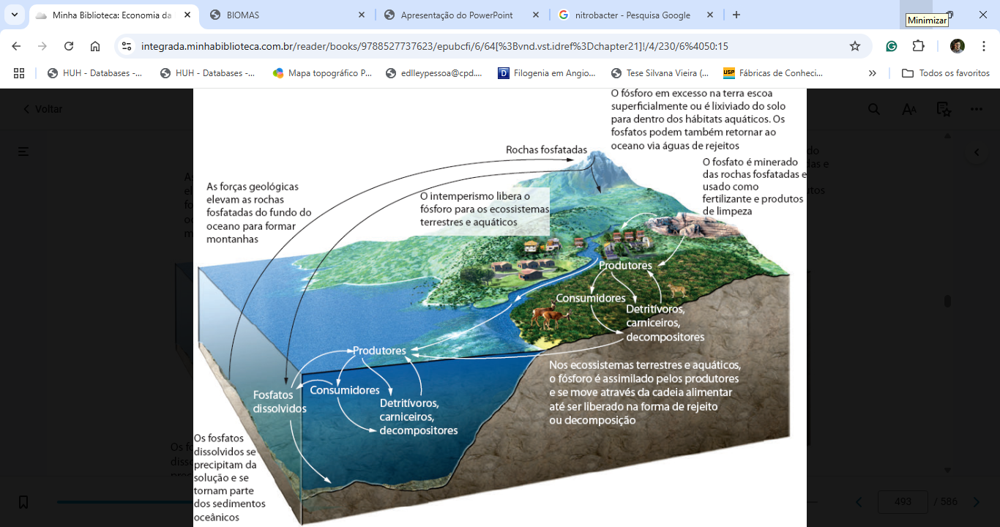 Minha Biblioteca: Economia da
BIOMAS
Apresentação do PowerPoint
nitrobacter - Pesquisa Google
Minimizar
integrada.minhabiblioteca.com.br/reader/books/9788527737623/epubcfi/6/64[%3Bvnd.vst.idref%3Dchapter21]!/4/230/6%4050:15
HUH - Databases -...
HUH - Databases -...
Mapa topográfico P...
edlleypessoa@cpd....
Filogenia em Angio...
Tese Silvana Vieira (...
Fábricas de Conheci...
Todos os favoritos
Voltar
O fósforo em excesso na terra escoa
superficialmente ou é lixiviado do solo
para dentro dos hábitats aquáticos. Os
fosfatos podem também retornar ao
oceano via águas de rejeitos
Rochas fosfatadas
O fosfato é minerado
das rochas fosfatadas e
usado como
fertilizante e produtos
de limpeza
As forças geológicas
elevam as rochas
fosfatadas do fundo do
oceano para formar
montanhas
O intemperismo libera o
fósforo para os ecossistemas
terrestres e aquáticos
Produtores
Consumidores
Detritívoros,
carniceiros,
decompositores
Produtores
Fosfatos
dissolvidos
Consumidores
Detritívoros,
carniceiros,
decompositores
Nos ecossistemas terrestres e aquáticos,
o fósforo é assimilado pelos produtores
e se move através da cadeia alimentar
até ser liberado na forma de rejeito
ou decomposição
Os fosfatos
dissolvidos se
precipitam da
solução e se
tornam parte
dos sedimentos
oceânicos
493 / 586